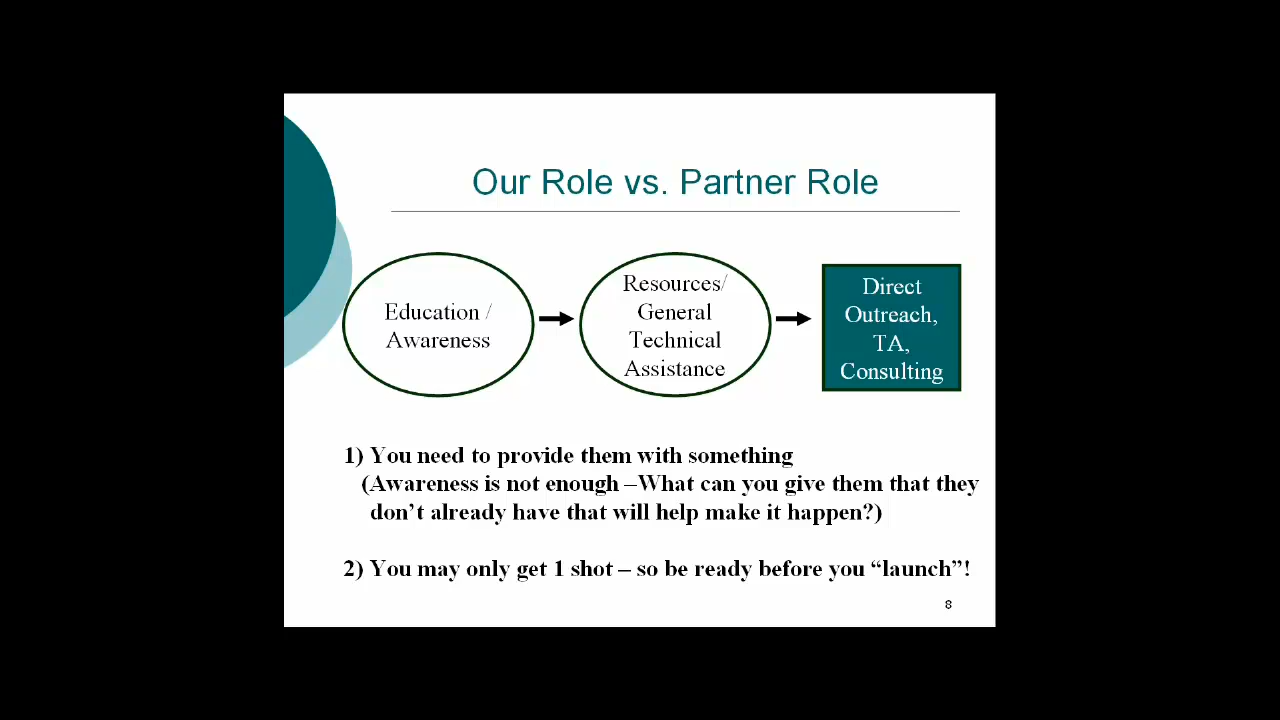 Our Role vs. Partner Role
Education /
Awareness
Resources/
General
Technical
Assistance
Direct
Outreach,
TA,
Consulting
1) You need to provide them with something
(Awareness is not enough –What can you give them that they
don’t already have that will help make it happen?)
2) You may only get 1 shot – so be ready before you “launch”!
8